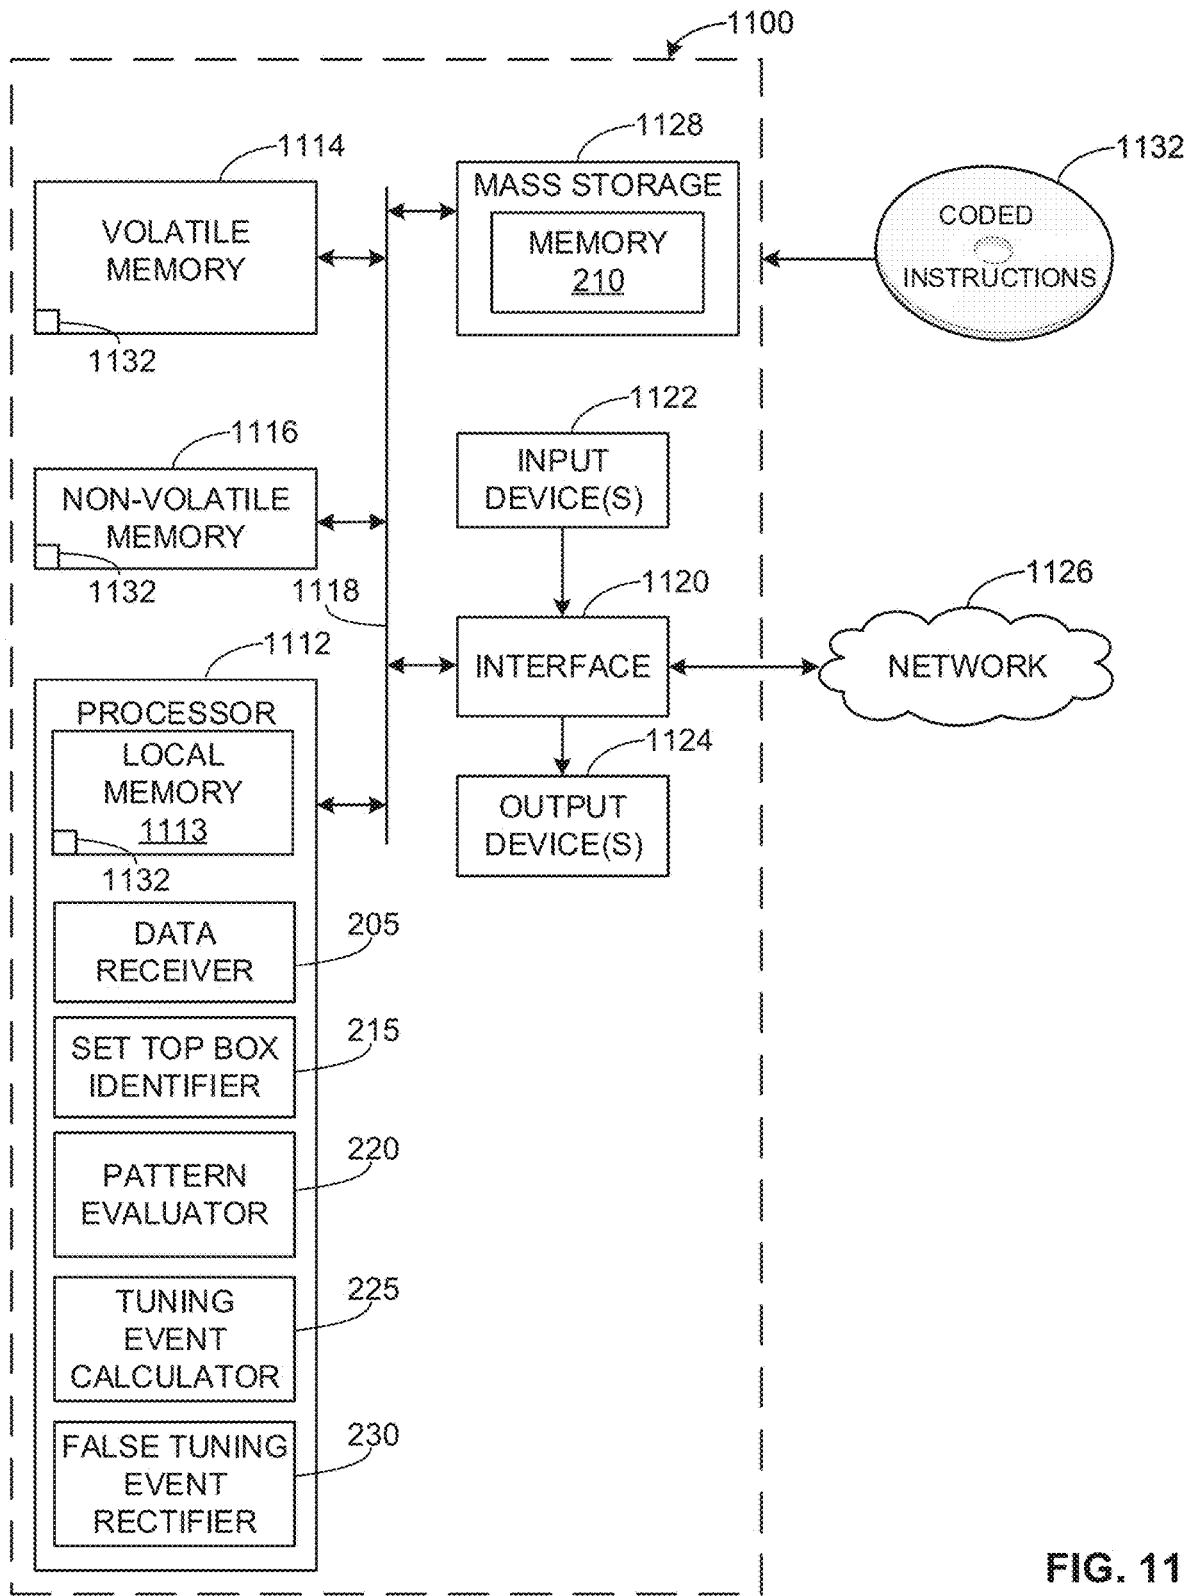 1100
1114
VOLATILE
MEMORY
1132
1128
MASS STORAGE
MEMORY
210
1132
CODED
INSTRUCTIONS
1116
NON-VOLATILE
MEMORY
1132
1118
1122
INPUT
DEVICE(S)
1120
INTERFACE
1126
NETWORK
1124
OUTPUT
DEVICE(S)
1112
PROCESSOR
LOCAL
MEMORY
1113
1132
DATA
RECEIVER
205
SET TOP BOX
IDENTIFIER
215
PATTERN
EVALUATOR
220
TUNING
EVENT
CALCULATOR
225
FALSE TUNING
EVENT
RECTIFIER
230
FIG. 11